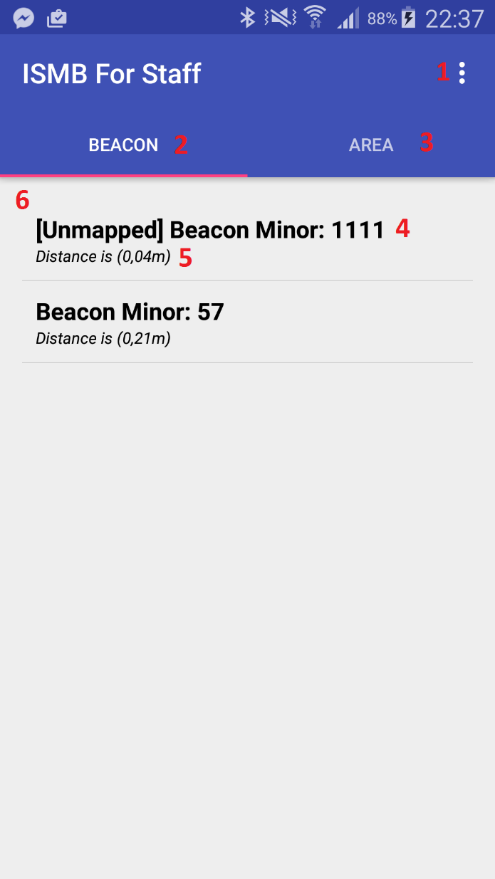 88% 22:37
ISMB For Staff 1
BEACON 2 AREA 3
6
[Unmapped] Beacon Minor: 1111 4
Distance is (0,04m) 5
Beacon Minor: 57
Distance is (0,21m)